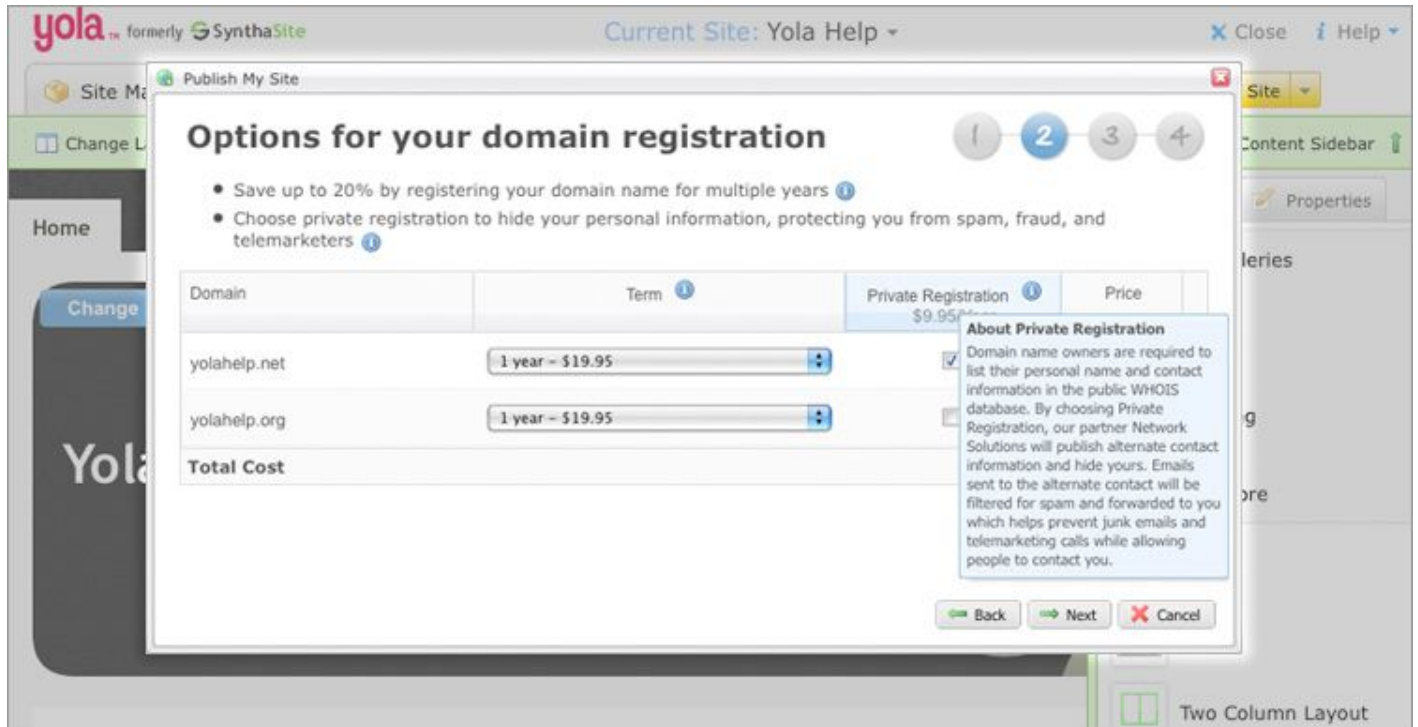 yola™ formerly SynthaSite
Current Site: Yola Help
Close
Help
Site
Change
Content Sidebar
Properties
Home
Change
Publish My Site
Options for your domain registration
1 2 3 4
Save up to 20% by registering your domain name for multiple years
Choose private registration to hide your personal information, protecting you from spam, fraud, and
telemarketers
Domain
Term
Private Registration
$9.95
Price
About Private Registration
Domain name owners are required to
list their personal name and contact
information in the public WHOIS
database. By choosing Private
Registration, our partner Network
Solutions will publish alternate contact
information and hide yours. Emails
sent to the alternate contact will be
filtered for spam and forwarded to you
which helps prevent junk emails and
telemarketing calls while allowing
people to contact you.
yolahelp.net
1 year - $19.95
yolahelp.org
1 year - $19.95
Total Cost
Back
Next
Cancel
Two Column Layout